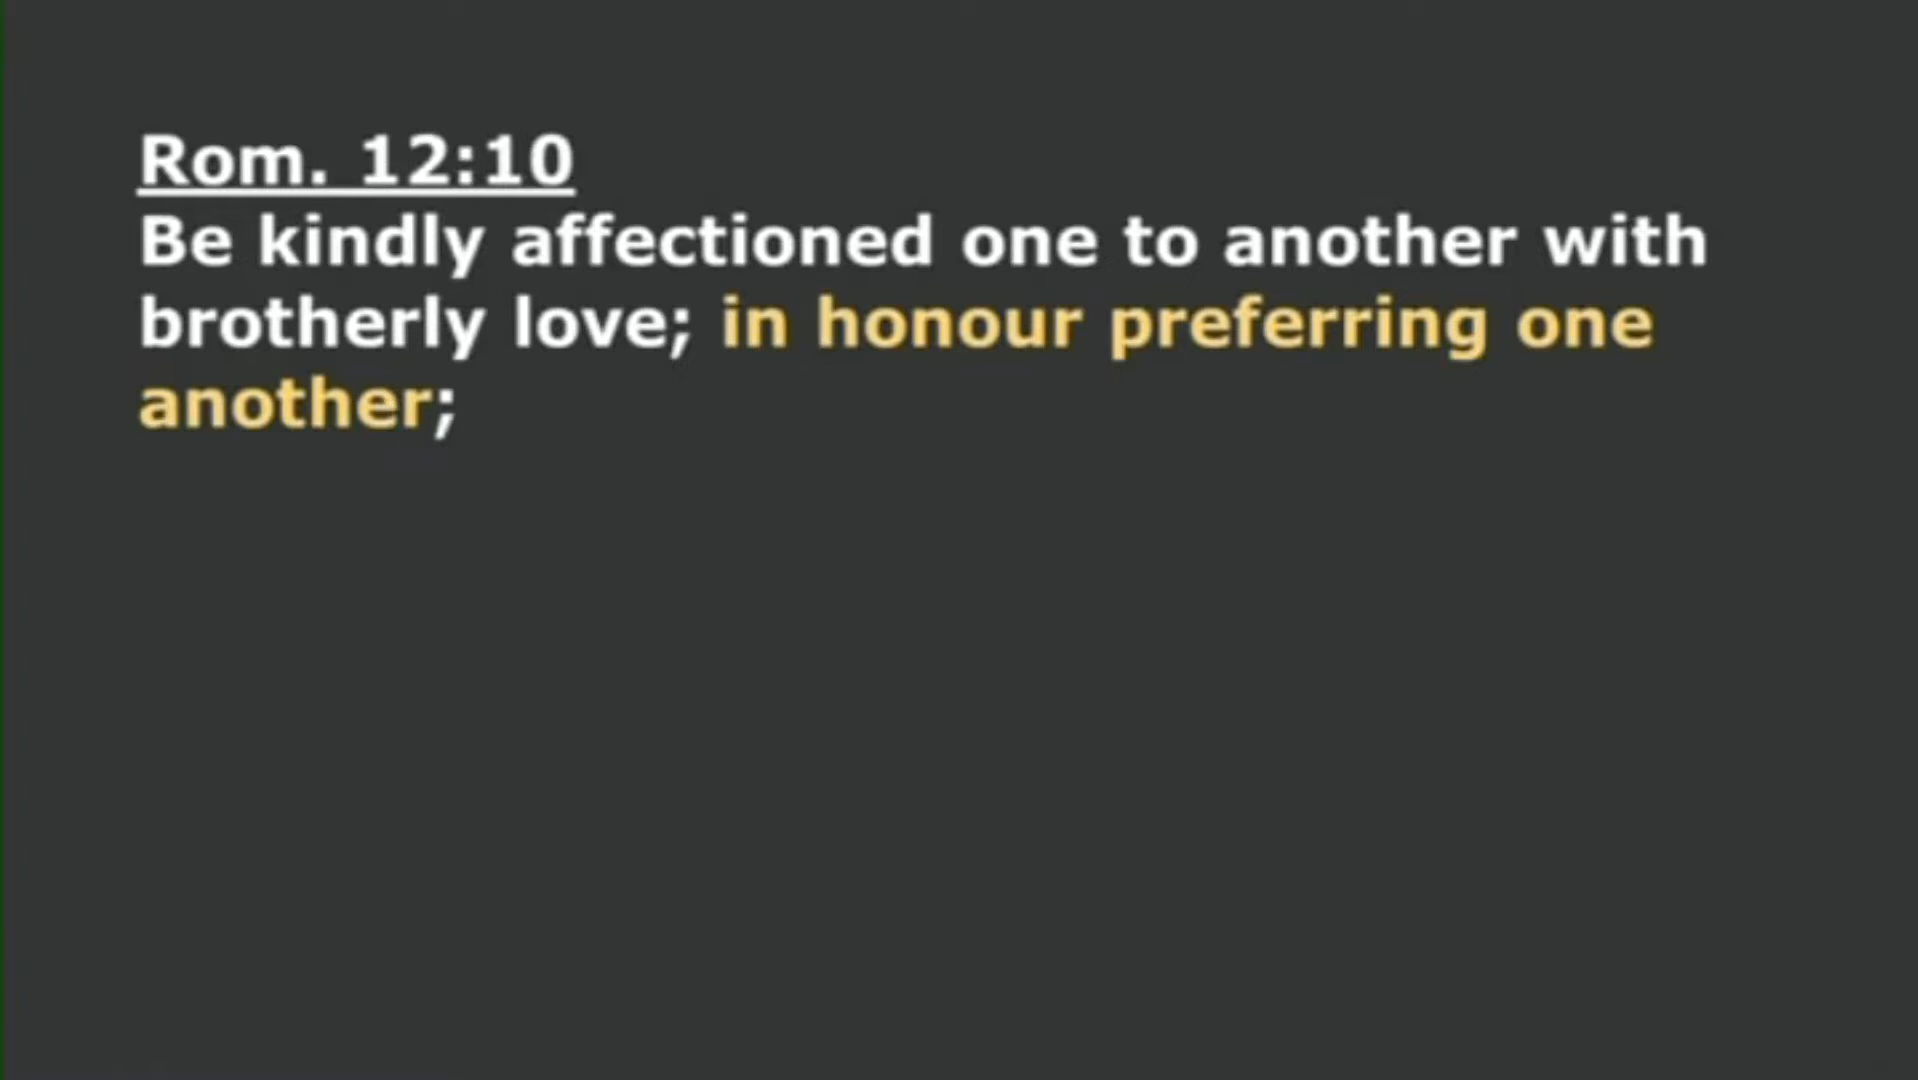 Rom. 12:10
Be kindly affectioned one to another with
brotherly love; in honour preferring one
another;